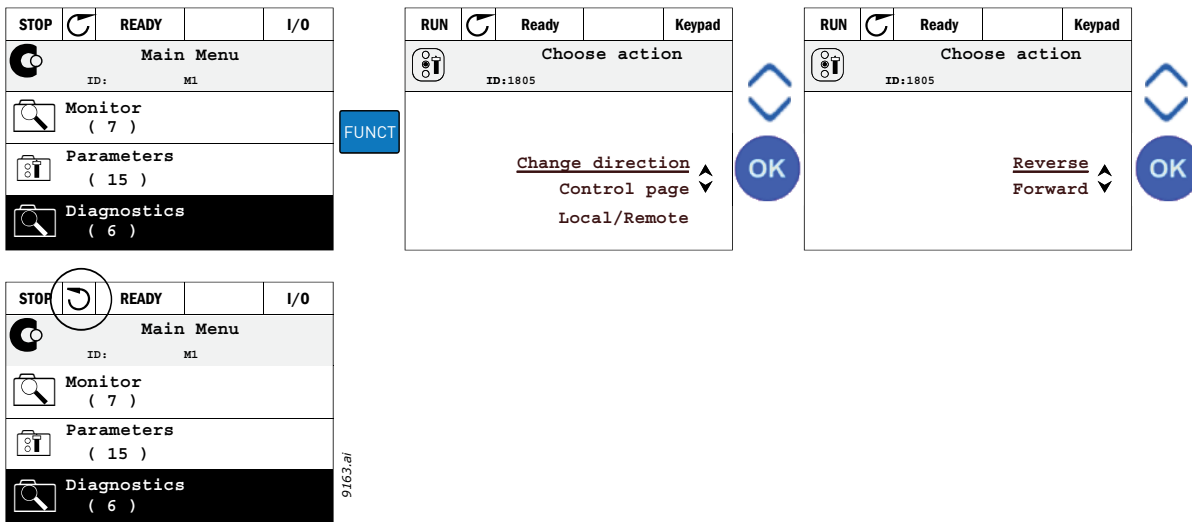 STOP READY I/O
Main Menu
ID: M1
Monitor
( 7 )
Parameters
( 15 )
Diagnostics
( 6 )
FUNCT
RUN Ready Keypad
Choose action
ID:1805
Change direction
Control page
Local/Remote
OK
RUN Ready Keypad
Choose action
ID:1805
Reverse
Forward
OK
STOP READY I/O
Main Menu
ID: M1
Monitor
( 7 )
Parameters
( 15 )
Diagnostics
( 6 )
9163.ai